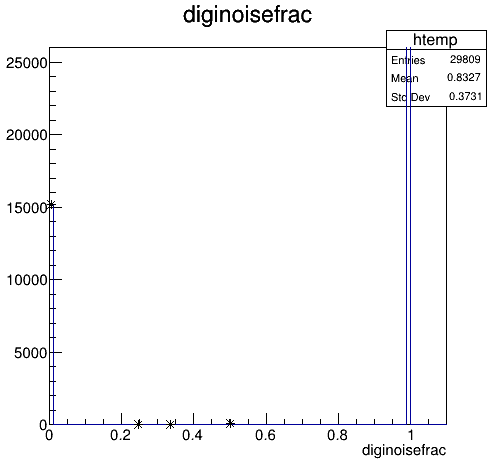 diginoisefrac
htemp
Entries 29809
Mean 0.8327
Std Dev 0.3731
25000
20000
15000
10000
5000
0
0 0.2 0.4 0.6 0.8 1
diginoisefrac